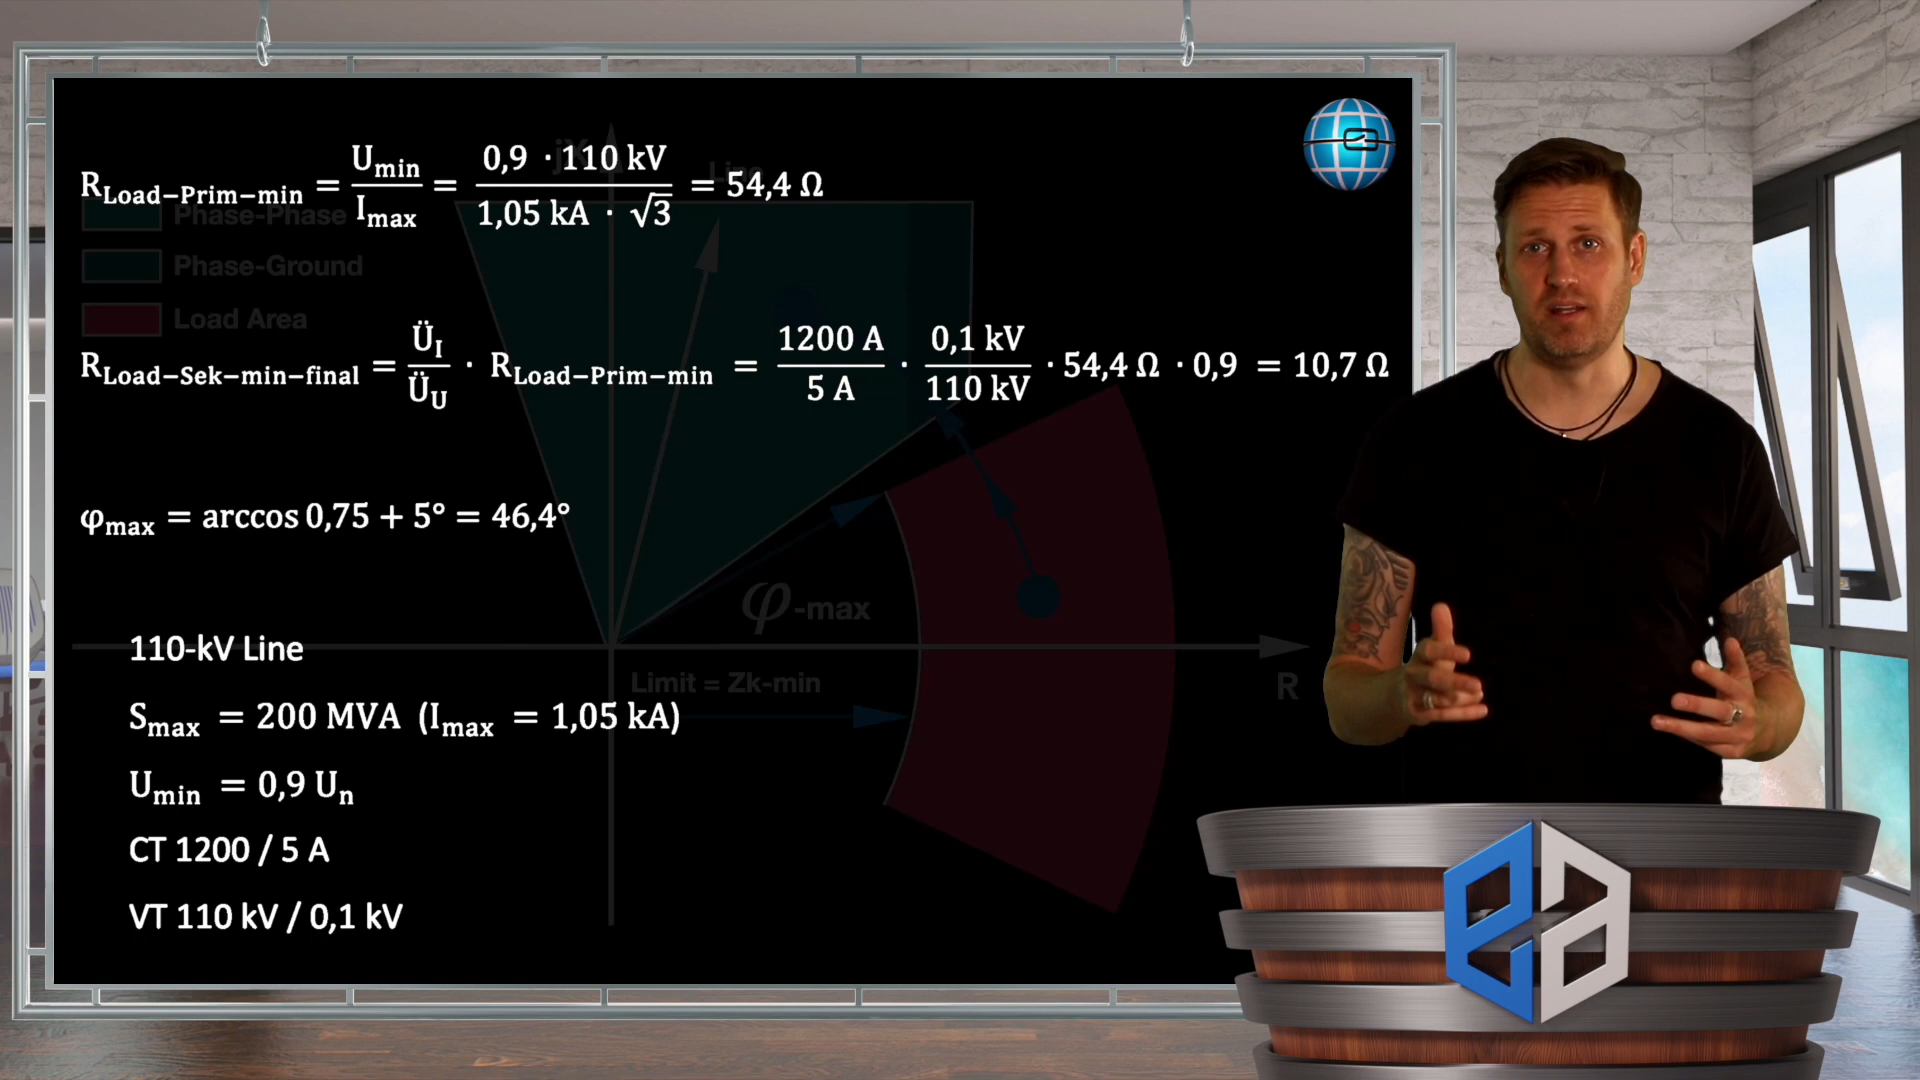 R_Load–Prim–min = U_min / I_max = 0,9 · 110 kV / 1,05 kA · √3 = 54,4 Ω
jX
Line
Phase-Phase
Phase-Ground
Load Area
R_Load–Sek–min–final = Ü_I / Ü_U · R_Load–Prim–min = 1200 A / 5 A · 0,1 kV / 110 kV · 54,4 Ω · 0,9 = 10,7 Ω
φ_max = arccos 0,75 + 5° = 46,4°
φ-max
110-kV Line
Limit = Zk-min
R
S_max = 200 MVA (I_max = 1,05 kA)
U_min = 0,9 U_n
CT 1200 / 5 A
VT 110 kV / 0,1 kV
ea